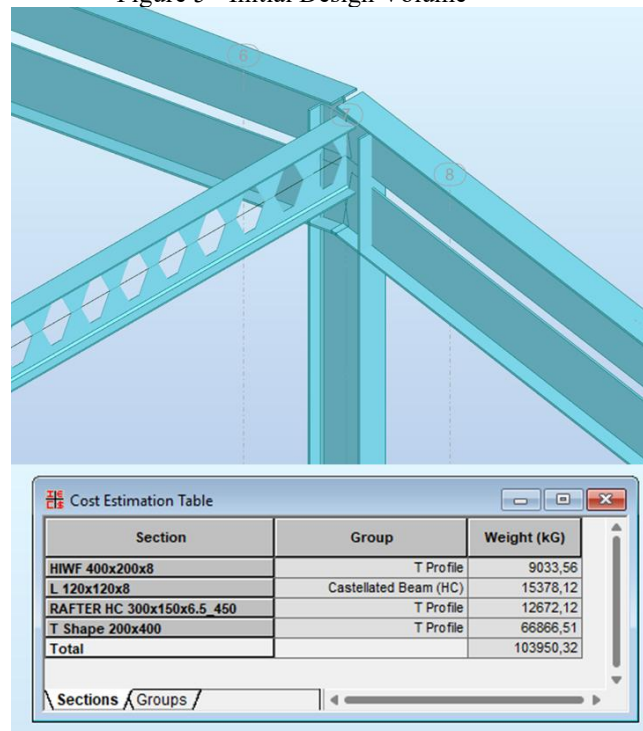 Figure 3 - Initial Design Volume
6
7
8
Cost Estimation Table
Section Group Weight (kG)
HIWF 400x200x8 T Profile 9033,56
L 120x120x8 Castellated Beam (HC) 15378,12
RAFTER HC 300x150x6.5_450 T Profile 12672,12
T Shape 200x400 T Profile 66866,51
Total 103950,32
Sections Groups